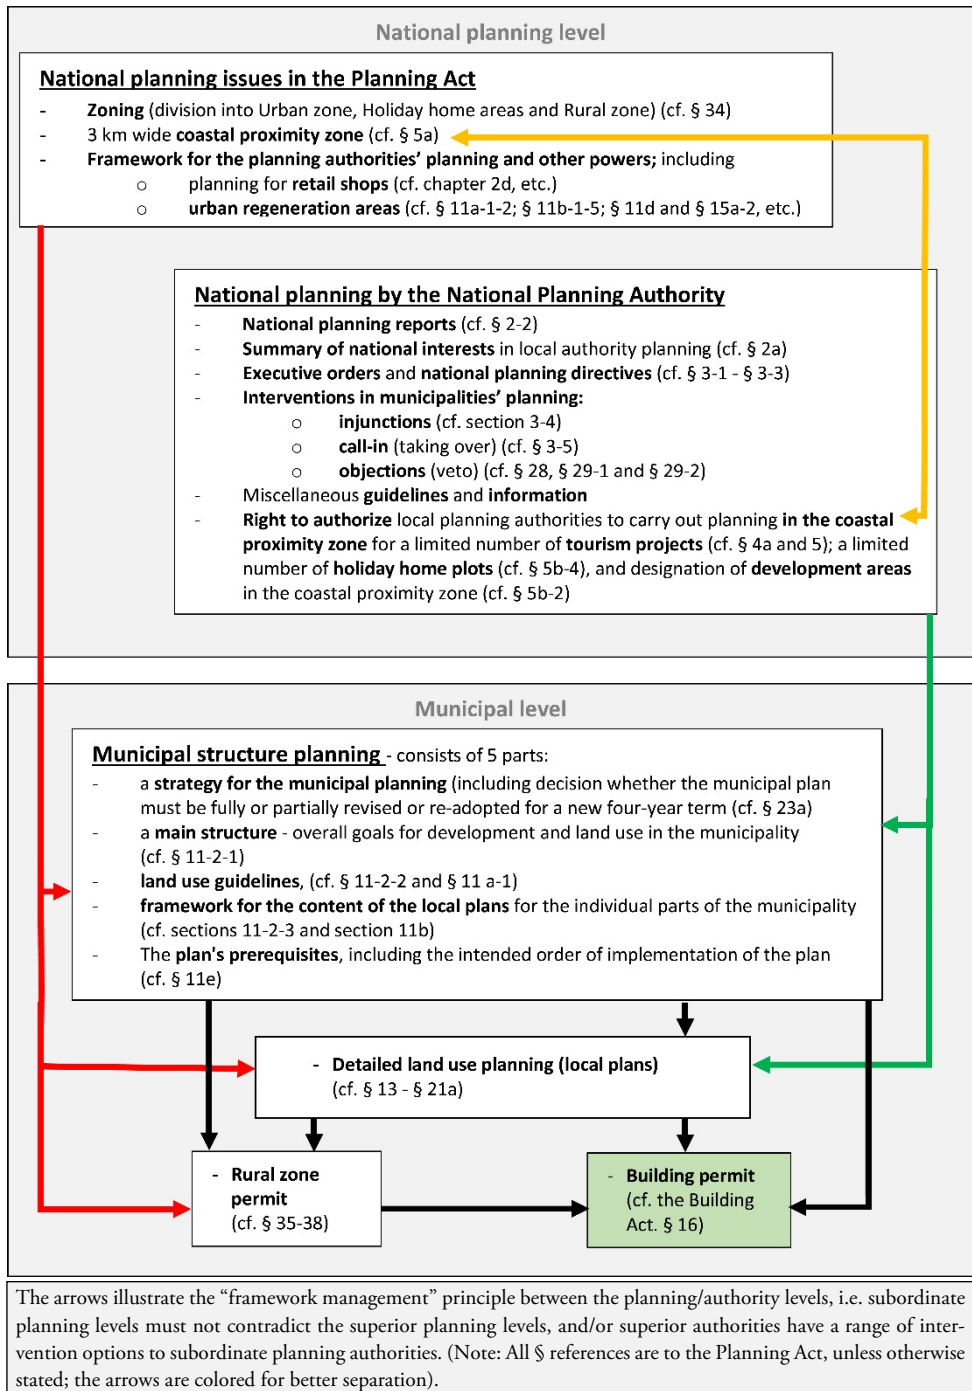 National planning level
National planning issues in the Planning Act
- Zoning (division into Urban zone, Holiday home areas and Rural zone) (cf. § 34)
- 3 km wide coastal proximity zone (cf. § 5a)
- Framework for the planning authorities' planning and other powers; including
o planning for retail shops (cf. chapter 2d, etc.)
o urban regeneration areas (cf. § 11a-1-2; § 11b-1-5; § 11d and § 15a-2, etc.)
National planning by the National Planning Authority
- National planning reports (cf. § 2-2)
- Summary of national interests in local authority planning (cf. § 2a)
- Executive orders and national planning directives (cf. § 3-1 - § 3-3)
- Interventions in municipalities' planning:
o injunctions (cf. section 3-4)
o call-in (taking over) (cf. § 3-5)
o objections (veto) (cf. § 28, § 29-1 and § 29-2)
- Miscellaneous guidelines and information
- Right to authorize local planning authorities to carry out planning in the coastal
proximity zone for a limited number of tourism projects (cf. § 4a and 5); a limited
number of holiday home plots (cf. § 5b-4), and designation of development areas
in the coastal proximity zone (cf. § 5b-2)
Municipal level
Municipal structure planning - consists of 5 parts:
- a strategy for the municipal planning (including decision whether the municipal plan
must be fully or partially revised or re-adopted for a new four-year term (cf. § 23a)
- a main structure - overall goals for development and land use in the municipality
(cf. § 11-2-1)
- land use guidelines, (cf. § 11-2-2 and § 11 a-1)
- framework for the content of the local plans for the individual parts of the municipality
(cf. sections 11-2-3 and section 11b)
- The plan's prerequisites, including the intended order of implementation of the plan
(cf. § 11e)
- Detailed land use planning (local plans)
(cf. § 13 - § 21a)
- Rural zone
permit
(cf. § 35-38)
- Building permit
(cf. the Building
Act. § 16)
The arrows illustrate the “framework management” principle between the planning/authority levels, i.e. subordinate
planning levels must not contradict the superior planning levels, and/or superior authorities have a range of inter-
vention options to subordinate planning authorities. (Note: All § references are to the Planning Act, unless otherwise
stated; the arrows are colored for better separation).